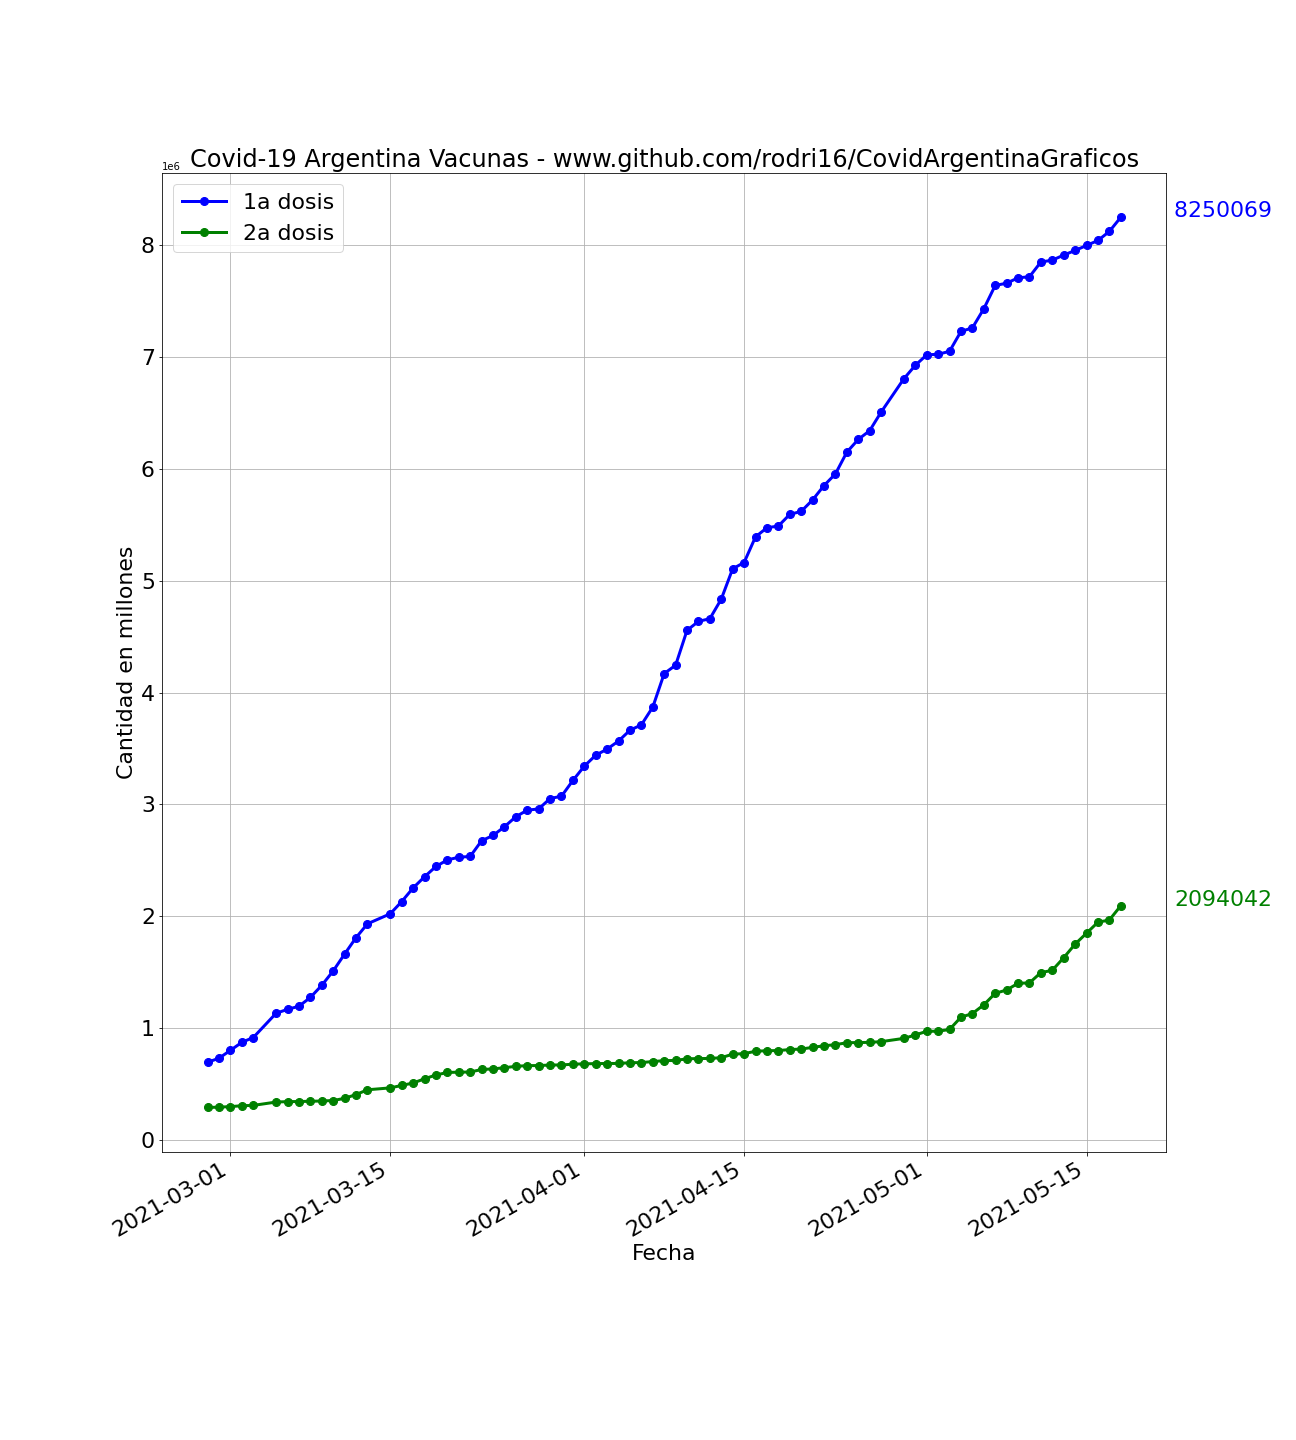 Covid-19 Argentina Vacunas - www.github.com/rodri16/CovidArgentinaGraficos
1e6
1a dosis
2a dosis
8250069
8
7
6
5
4
3
2
1
0
2094042
Cantidad en millones
2021-03-01
2021-03-15
2021-04-01
2021-04-15
2021-05-01
2021-05-15
Fecha